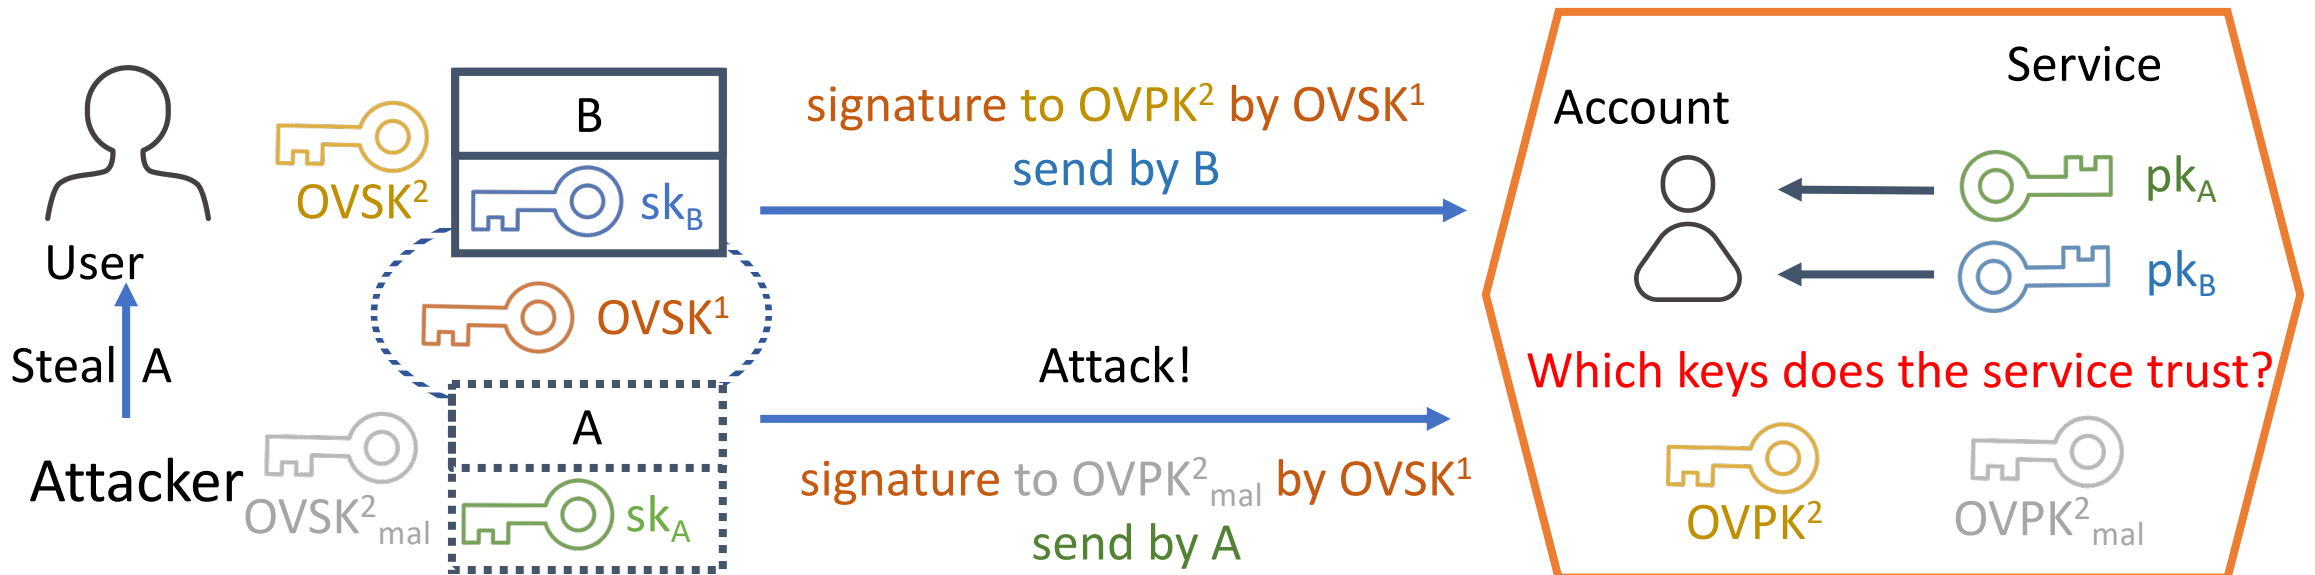 User
Steal A
Attacker
OVSK²
B
sk_B
OVSK¹
OVSK²_mal
A
sk_A
signature to OVPK² by OVSK¹
send by B
Attack!
signature to OVPK²_mal by OVSK¹
send by A
Service
Account
pk_A
pk_B
Which keys does the service trust?
OVPK²
OVPK²_mal